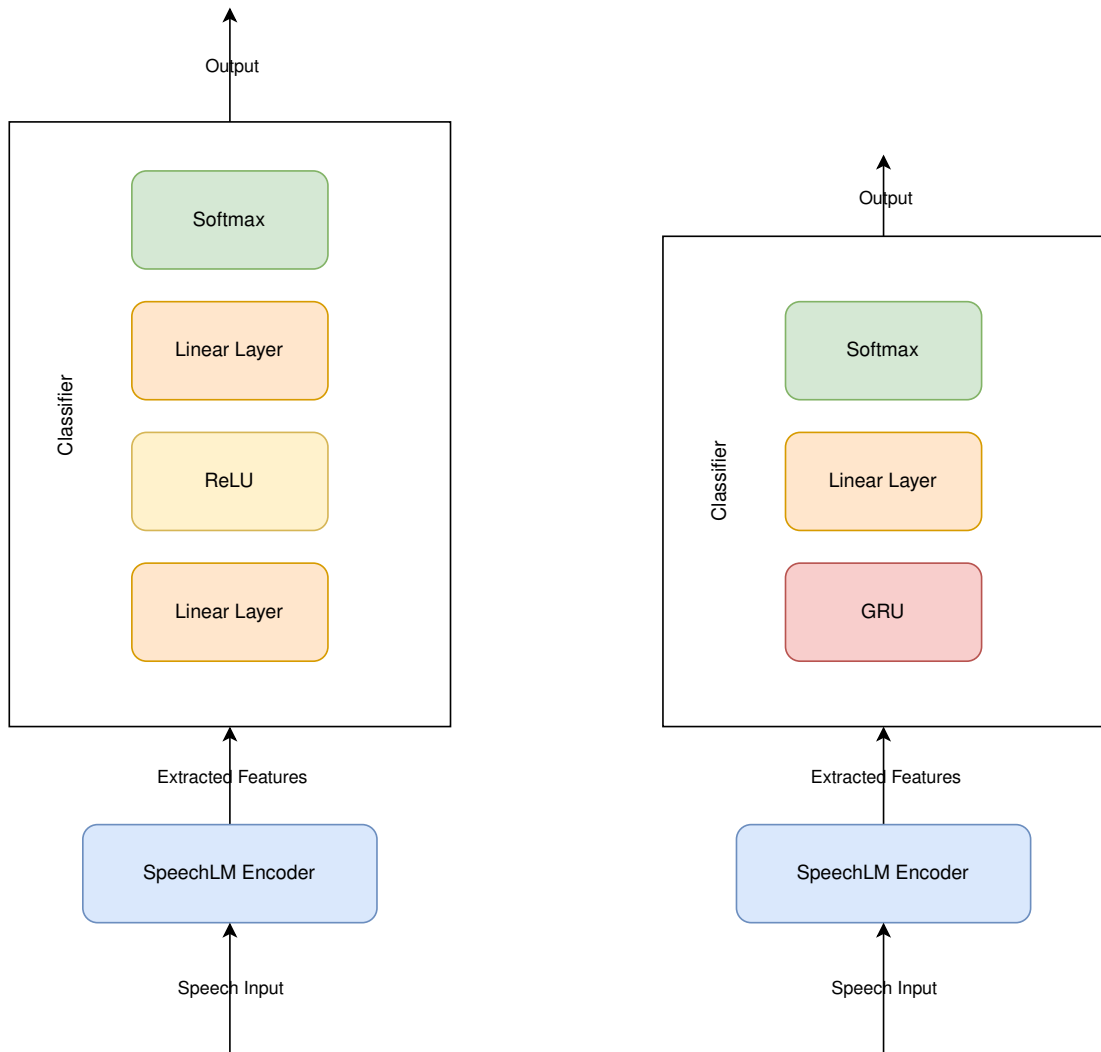 Output
Softmax
Linear Layer
Classifier
ReLU
Linear Layer
Extracted Features
SpeechLM Encoder
Speech Input
Output
Softmax
Linear Layer
Classifier
GRU
Extracted Features
SpeechLM Encoder
Speech Input